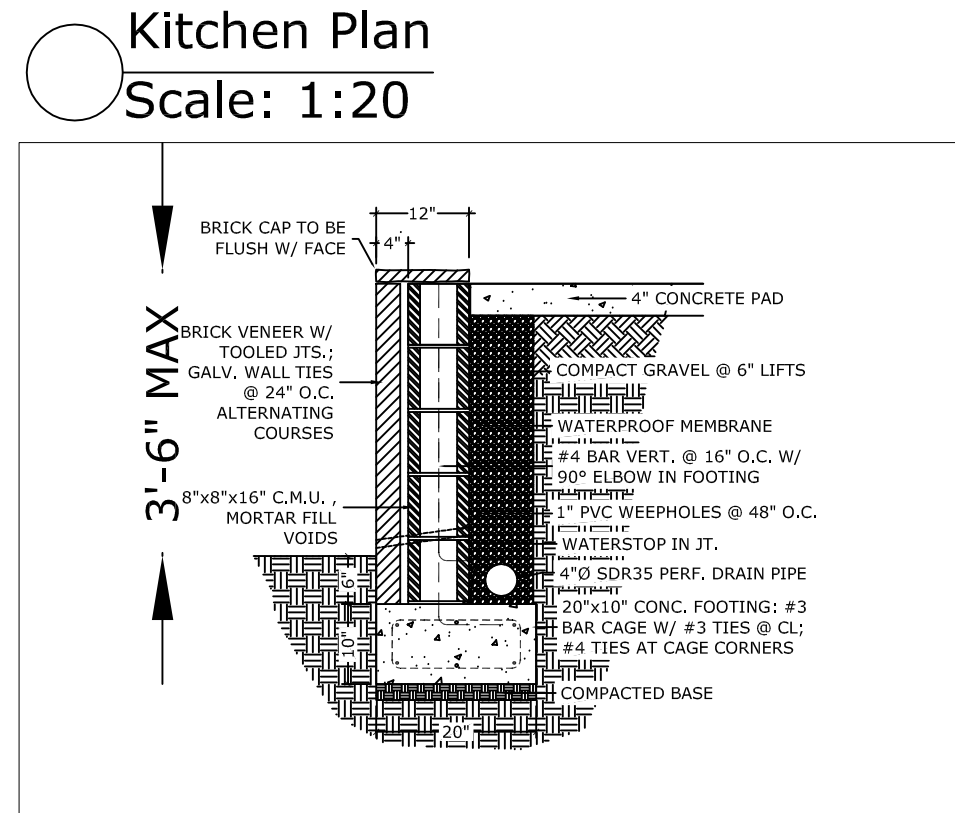 Kitchen Plan
Scale: 1:20
12"
4"
BRICK CAP TO BE
FLUSH W/ FACE
3'-6" MAX
BRICK VENEER W/
TOOLED JTS.;
GALV. WALL TIES
@ 24" O.C.
ALTERNATING
COURSES
8"x8"x16" C.M.U. ,
MORTAR FILL
VOIDS
4" CONCRETE PAD
COMPACT GRAVEL @ 6" LIFTS
WATERPROOF MEMBRANE
#4 BAR VERT. @ 16" O.C. W/
90° ELBOW IN FOOTING
1" PVC WEEPHOLES @ 48" O.C.
WATERSTOP IN JT.
4"Ø SDR35 PERF. DRAIN PIPE
20"x10" CONC. FOOTING: #3
BAR CAGE W/ #3 TIES @ CL;
#4 TIES AT CAGE CORNERS
COMPACTED BASE
6"
10"
20"